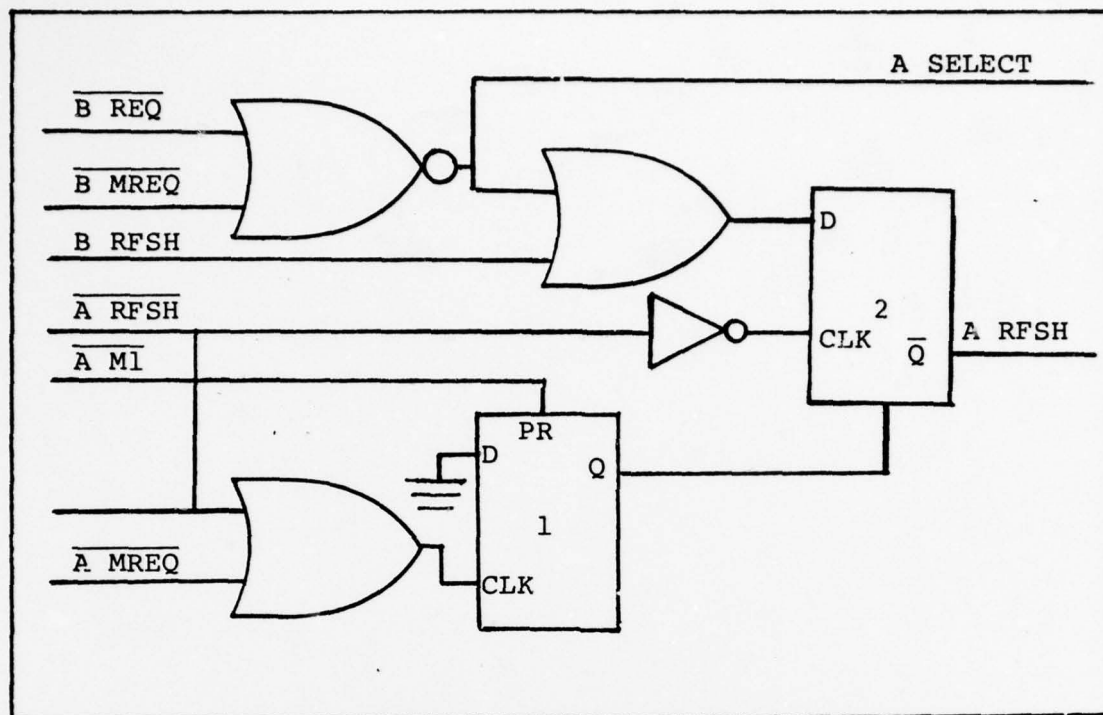 A SELECT
B REQ
B MREQ
B RFSH
D
A RFSH
2
CLK
Q
A RFSH
A M1
PR
D
Q
1
A MREQ
CLK